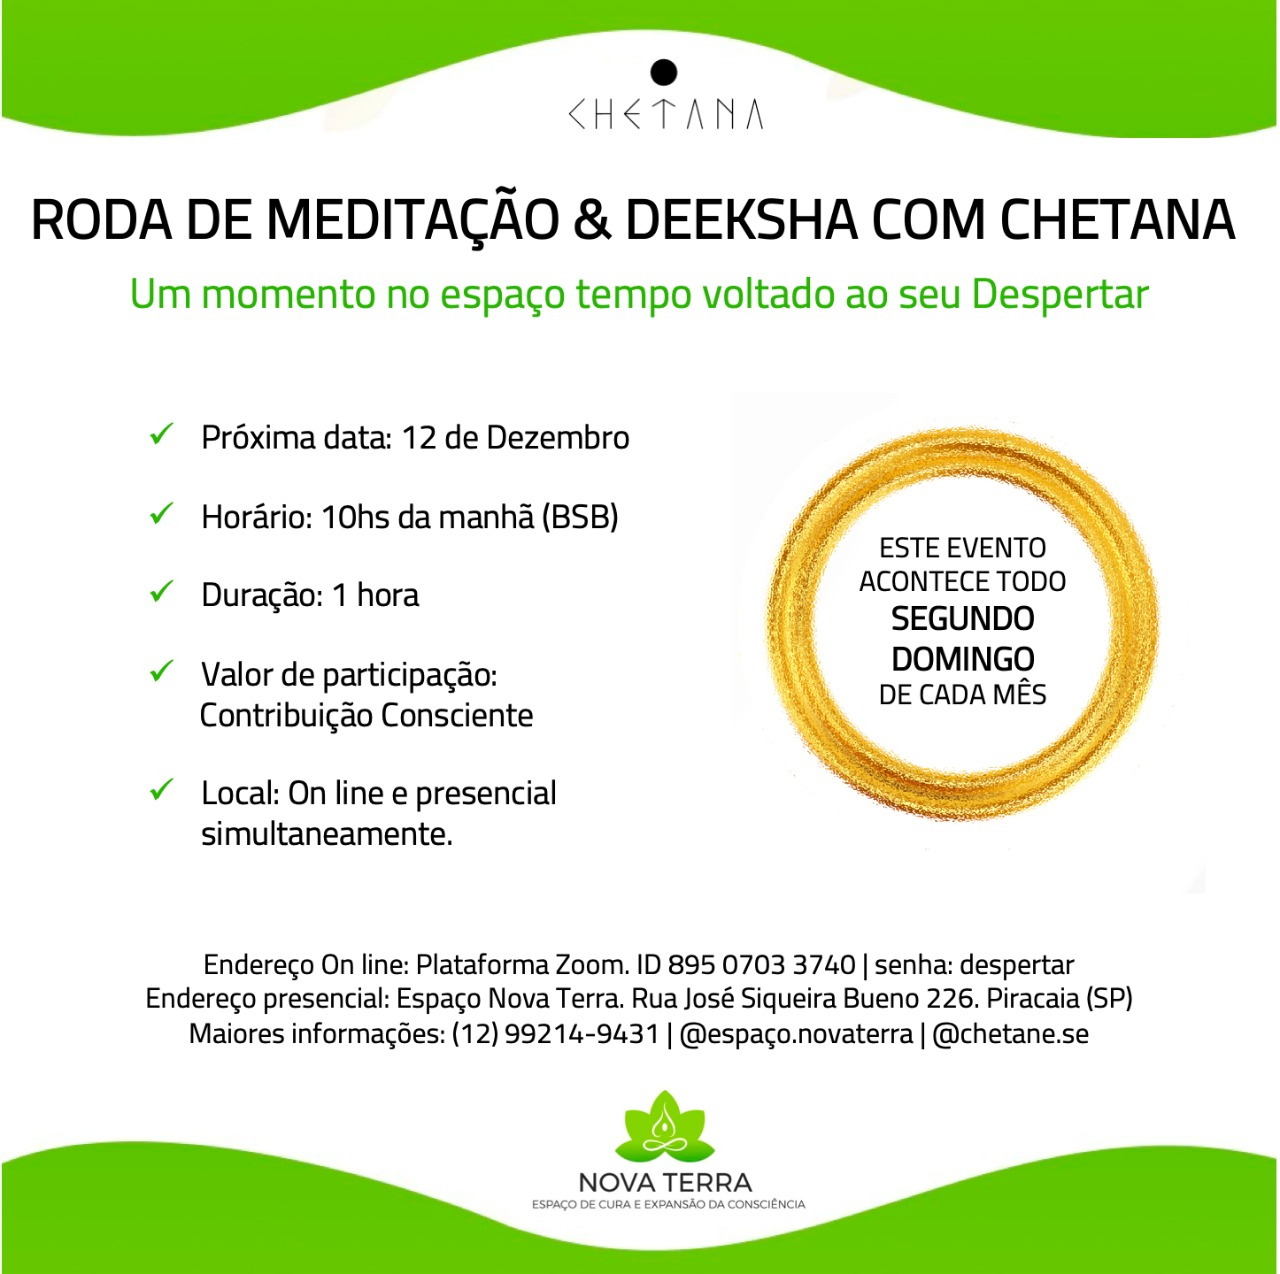 CHETANA
RODA DE MEDITAÇÃO & DEEKSHA COM CHETANA
Um momento no espaço tempo voltado ao seu Despertar
Próxima data: 12 de Dezembro
Horário: 10hs da manhã (BSB)
Duração: 1 hora
Valor de participação:
Contribuição Consciente
Local: On line e presencial
simultaneamente.
ESTE EVENTO
ACONTECE TODO
SEGUNDO
DOMINGO
DE CADA MÊS
Endereço On line: Plataforma Zoom. ID 895 0703 3740 | senha: despertar
Endereço presencial: Espaço Nova Terra. Rua José Siqueira Bueno 226. Piracaia (SP)
Maiores informações: (12) 99214-9431 | @espaço.novaterra | @chetane.se
NOVA TERRA
ESPAÇO DE CURA E EXPANSÃO DA CONSCIÊNCIA